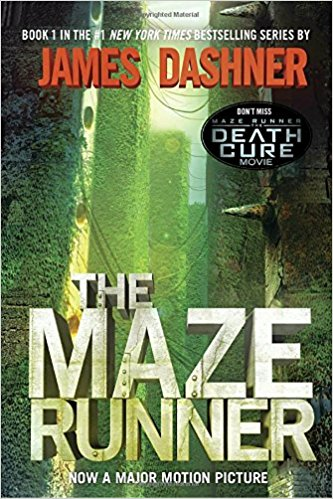 Copyrighted Material
BOOK 1 IN THE #1 NEW YORK TIMES BESTSELLING SERIES BY
JAMES DASHNER
DON'T MISS
MAZE RUNNER
THE
DEATH
CURE
MOVIE
THE
MAZE
RUNNER
NOW A MAJOR MOTION PICTURE